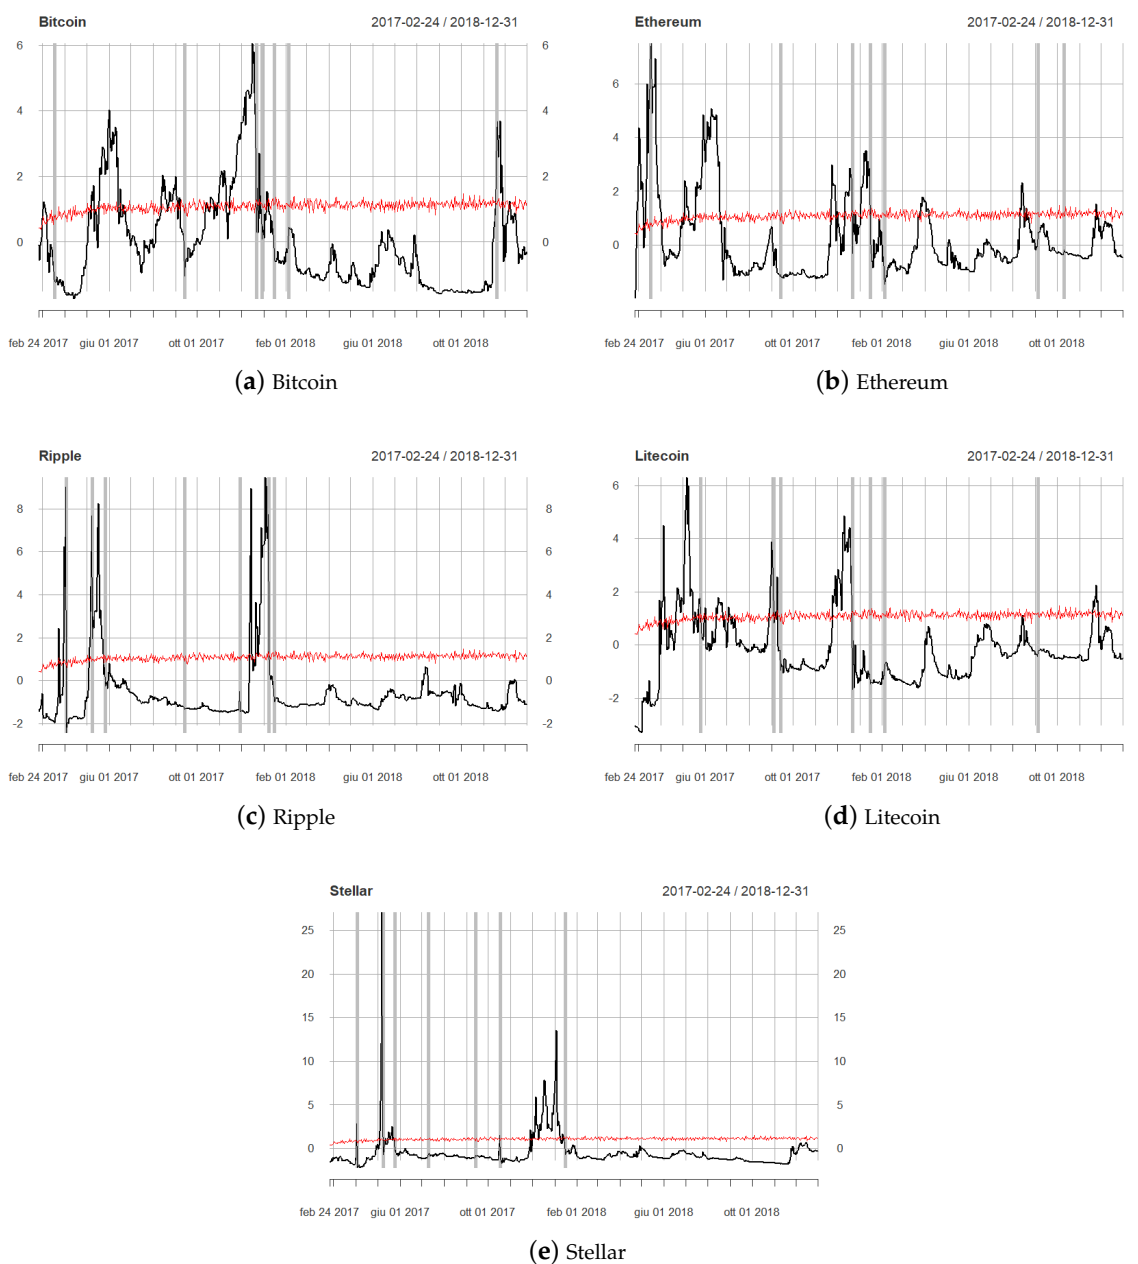 Bitcoin 2017-02-24 / 2018-12-31
6 6
4 4
2 2
0 0
feb 24 2017 giu 01 2017 ott 01 2017 feb 01 2018 giu 01 2018 ott 01 2018
(a) Bitcoin
Ethereum 2017-02-24 / 2018-12-31
6 6
4 4
2 2
0 0
feb 24 2017 giu 01 2017 ott 01 2017 feb 01 2018 giu 01 2018 ott 01 2018
(b) Ethereum
Ripple 2017-02-24 / 2018-12-31
8 8
6 6
4 4
2 2
0 0
-2 -2
feb 24 2017 giu 01 2017 ott 01 2017 feb 01 2018 giu 01 2018 ott 01 2018
(c) Ripple
Litecoin 2017-02-24 / 2018-12-31
6 6
4 4
2 2
0 0
-2 -2
feb 24 2017 giu 01 2017 ott 01 2017 feb 01 2018 giu 01 2018 ott 01 2018
(d) Litecoin
Stellar 2017-02-24 / 2018-12-31
25 25
20 20
15 15
10 10
5 5
0 0
feb 24 2017 giu 01 2017 ott 01 2017 feb 01 2018 giu 01 2018 ott 01 2018
(e) Stellar